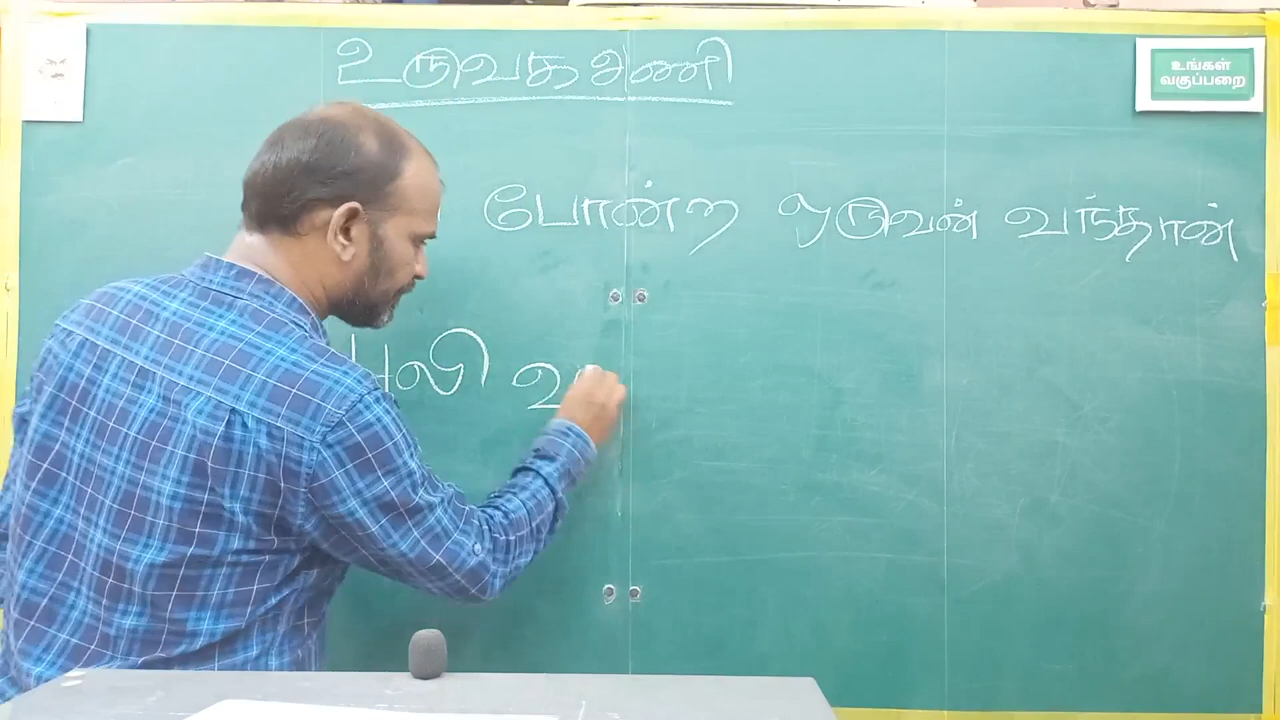 உருவக அணி
உங்கள்
வகுப்பறை
போன்ற ஒருவன் வந்தான்
புலி